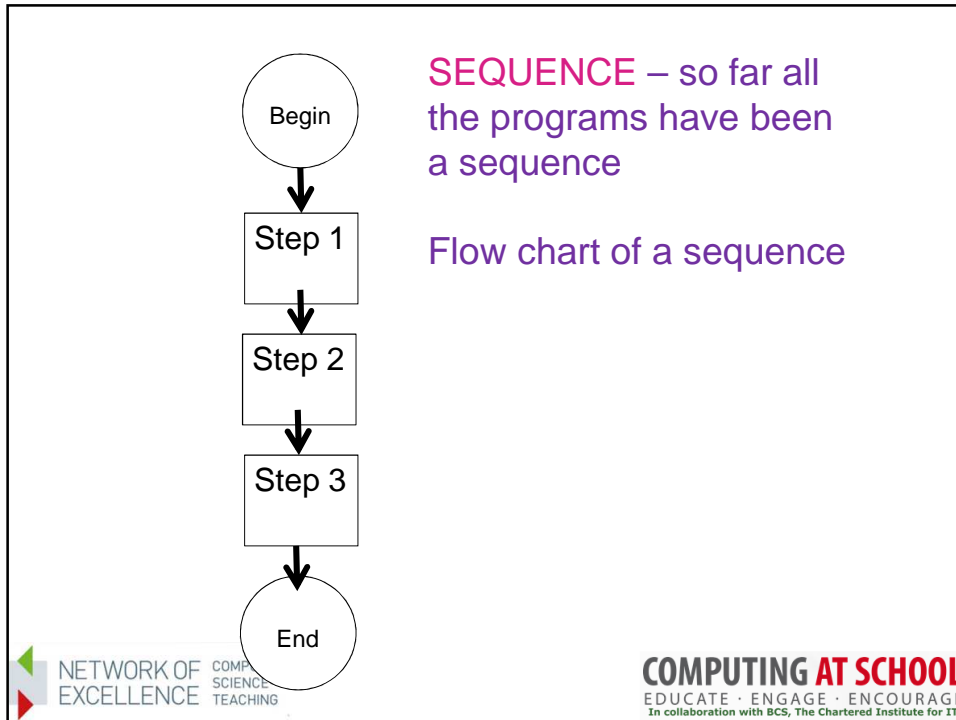 Begin
Step 1
Step 2
Step 3
End
SEQUENCE – so far all
the programs have been
a sequence
Flow chart of a sequence
NETWORK OF
EXCELLENCE
SCIENCE
TEACHING
COMPUTING AT SCHOOL
EDUCATE · ENGAGE · ENCOURAGE
In collaboration with BCS, The Chartered Institute for IT